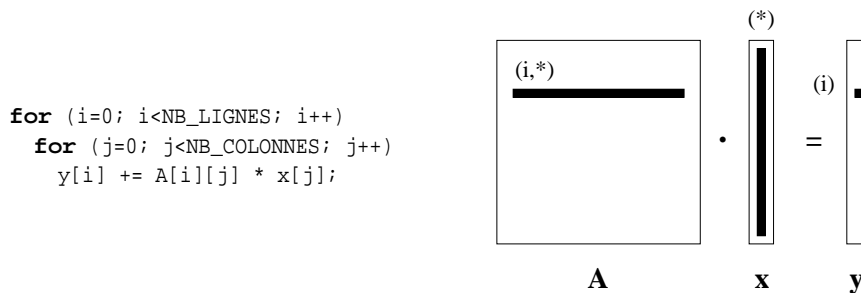 for (i=0; i<NB_LIGNES; i++)
for (j=0; j<NB_COLONNES; j++)
y[i] += A[i][j] * x[j];
(*)
(i,*)
(i)
· =
A x y